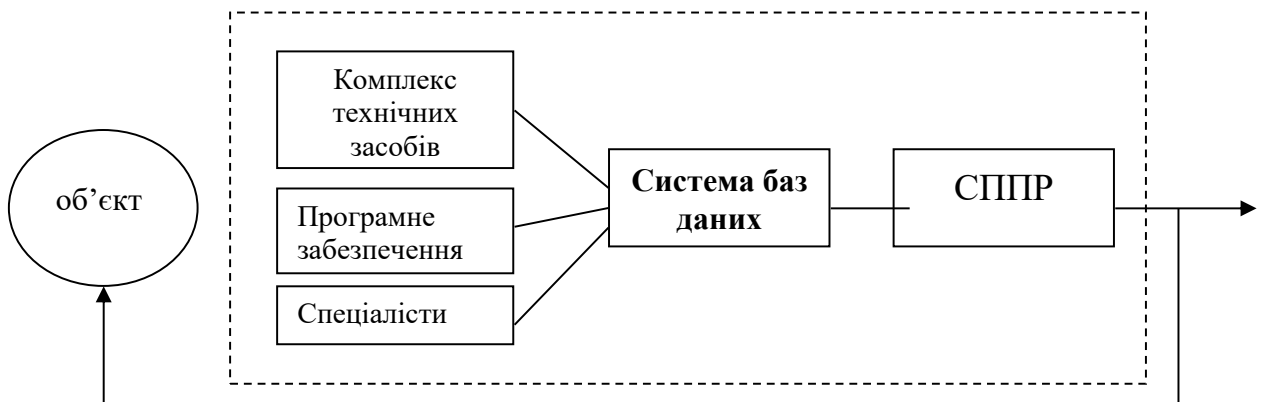 об’єкт
Комплекс
технічних
засобів
Програмне
забезпечення
Спеціалісти
Система баз
даних
СППР